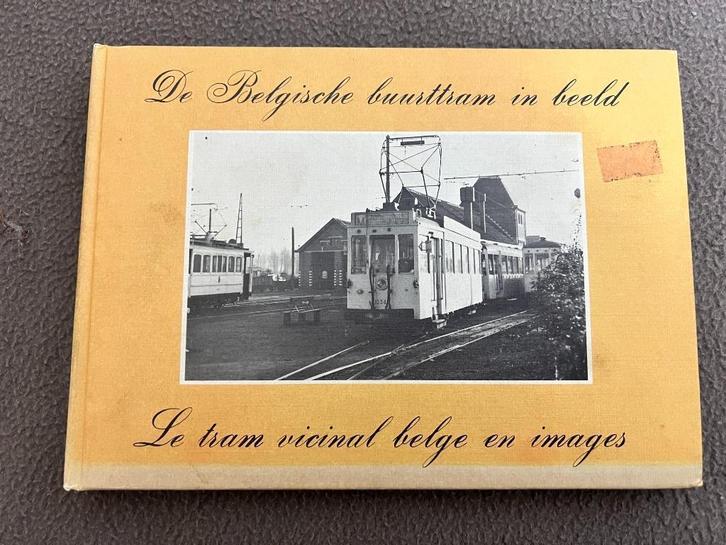 De Belgische buurttram in beeld
Le tram vicinal belge en images